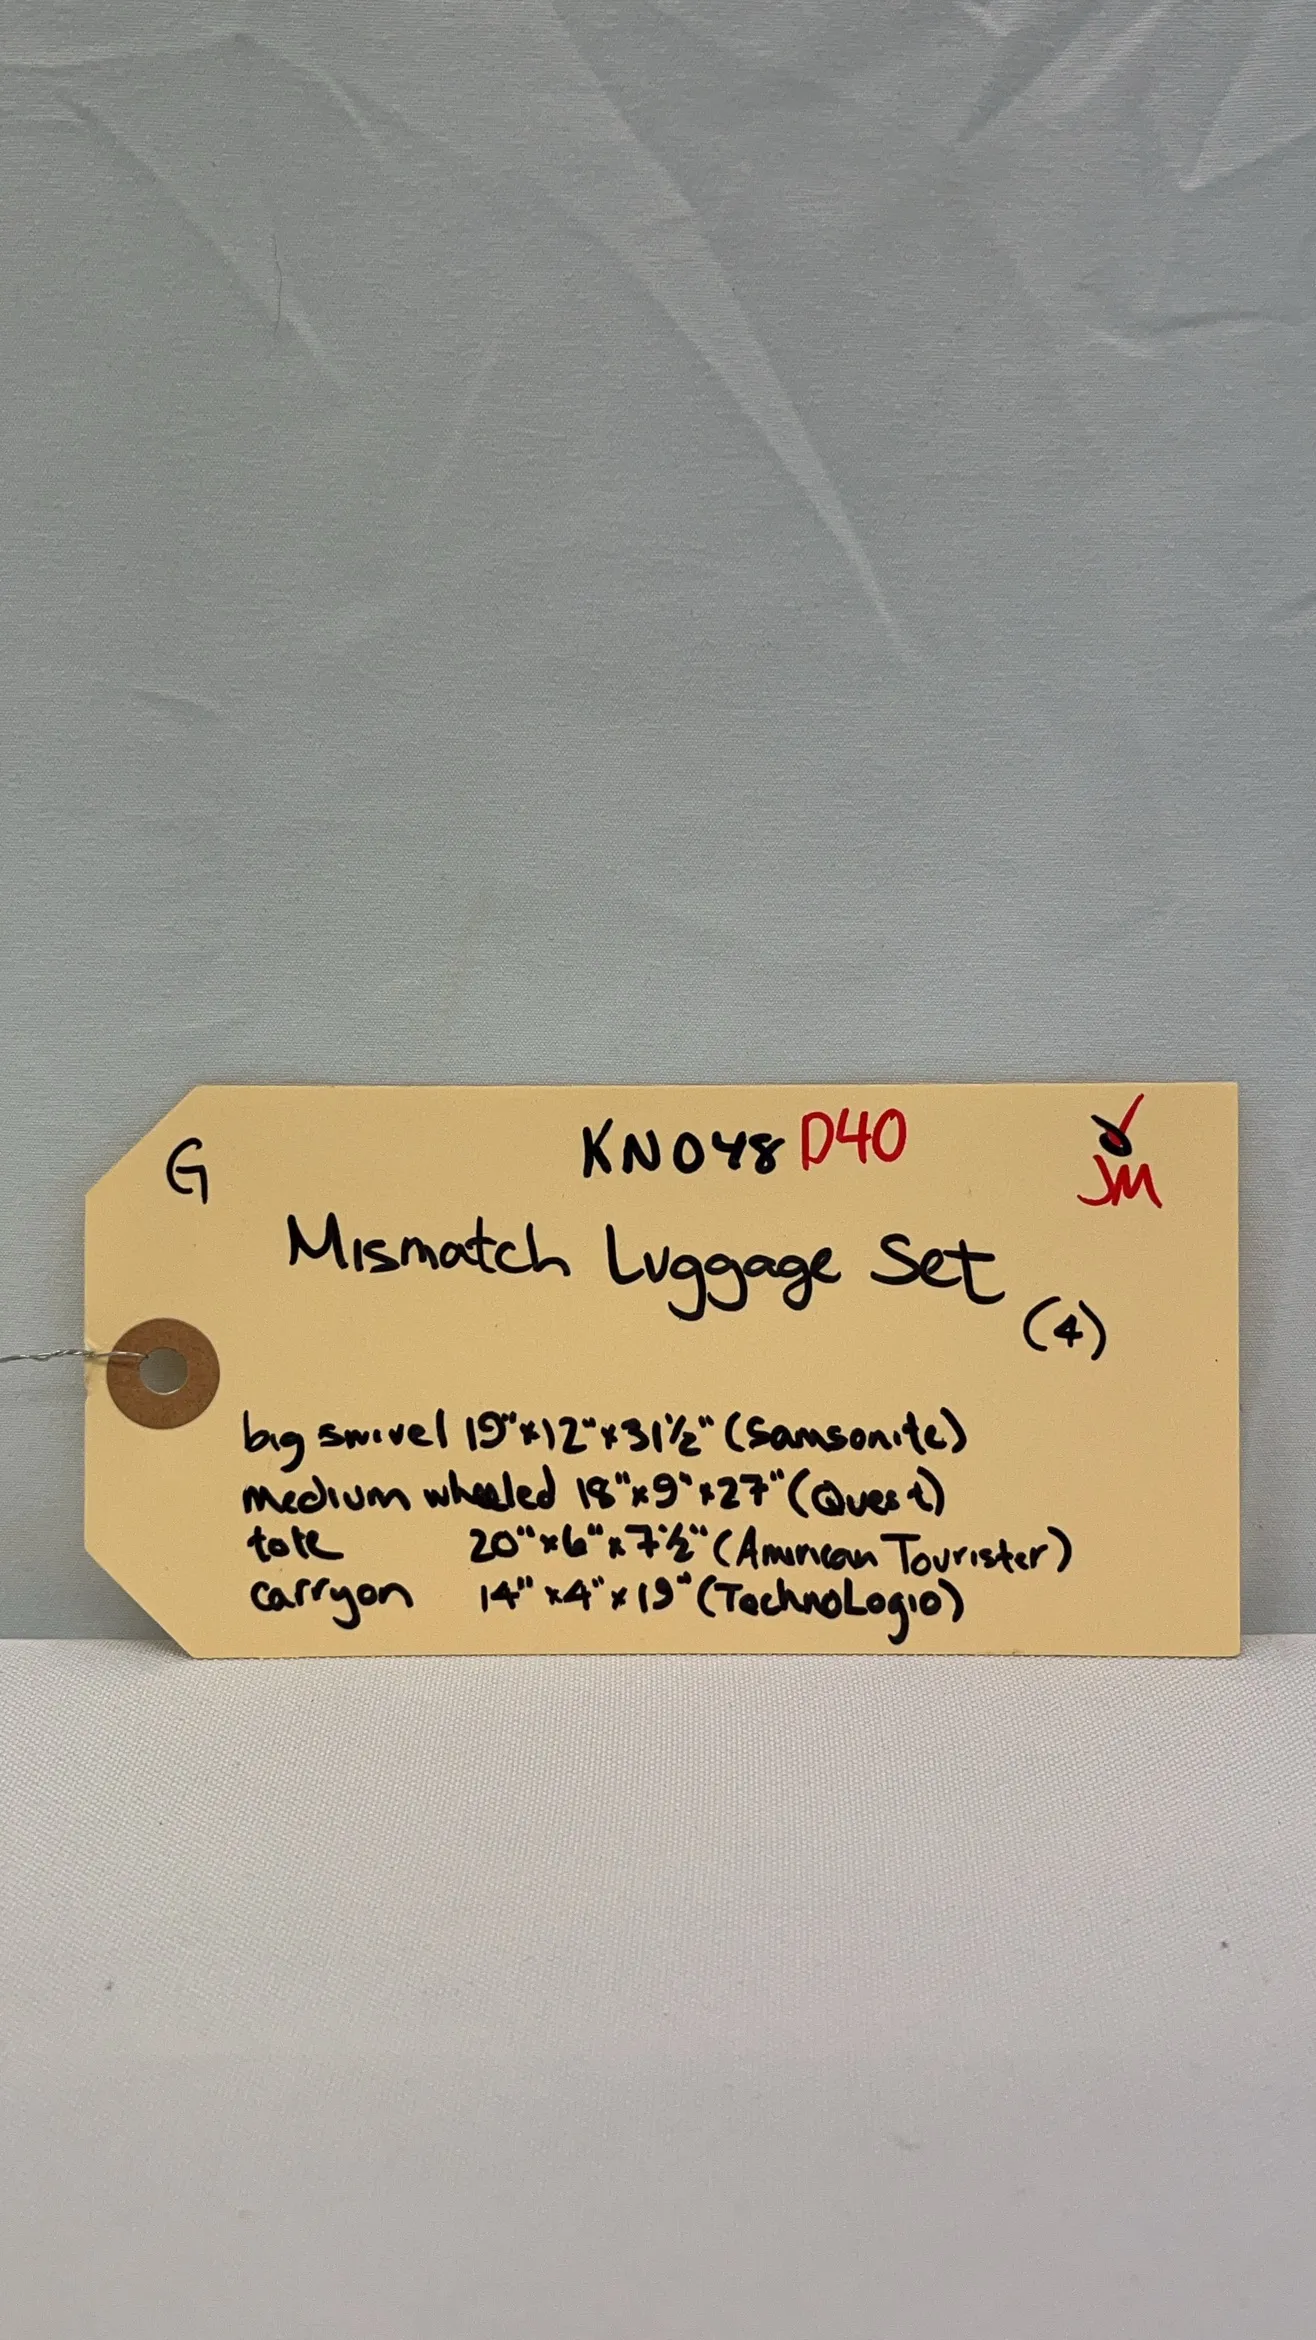 G KN048 D40
JM
Mismatch Luggage Set
(4)
big swivel 19"x12"x31½" (Samsonite)
medium wheeled 18"x9"x27" (Quest)
tote 20"x6"x7½" (American Tourister)
carryon 14"x4"x19" (TechnoLogio)